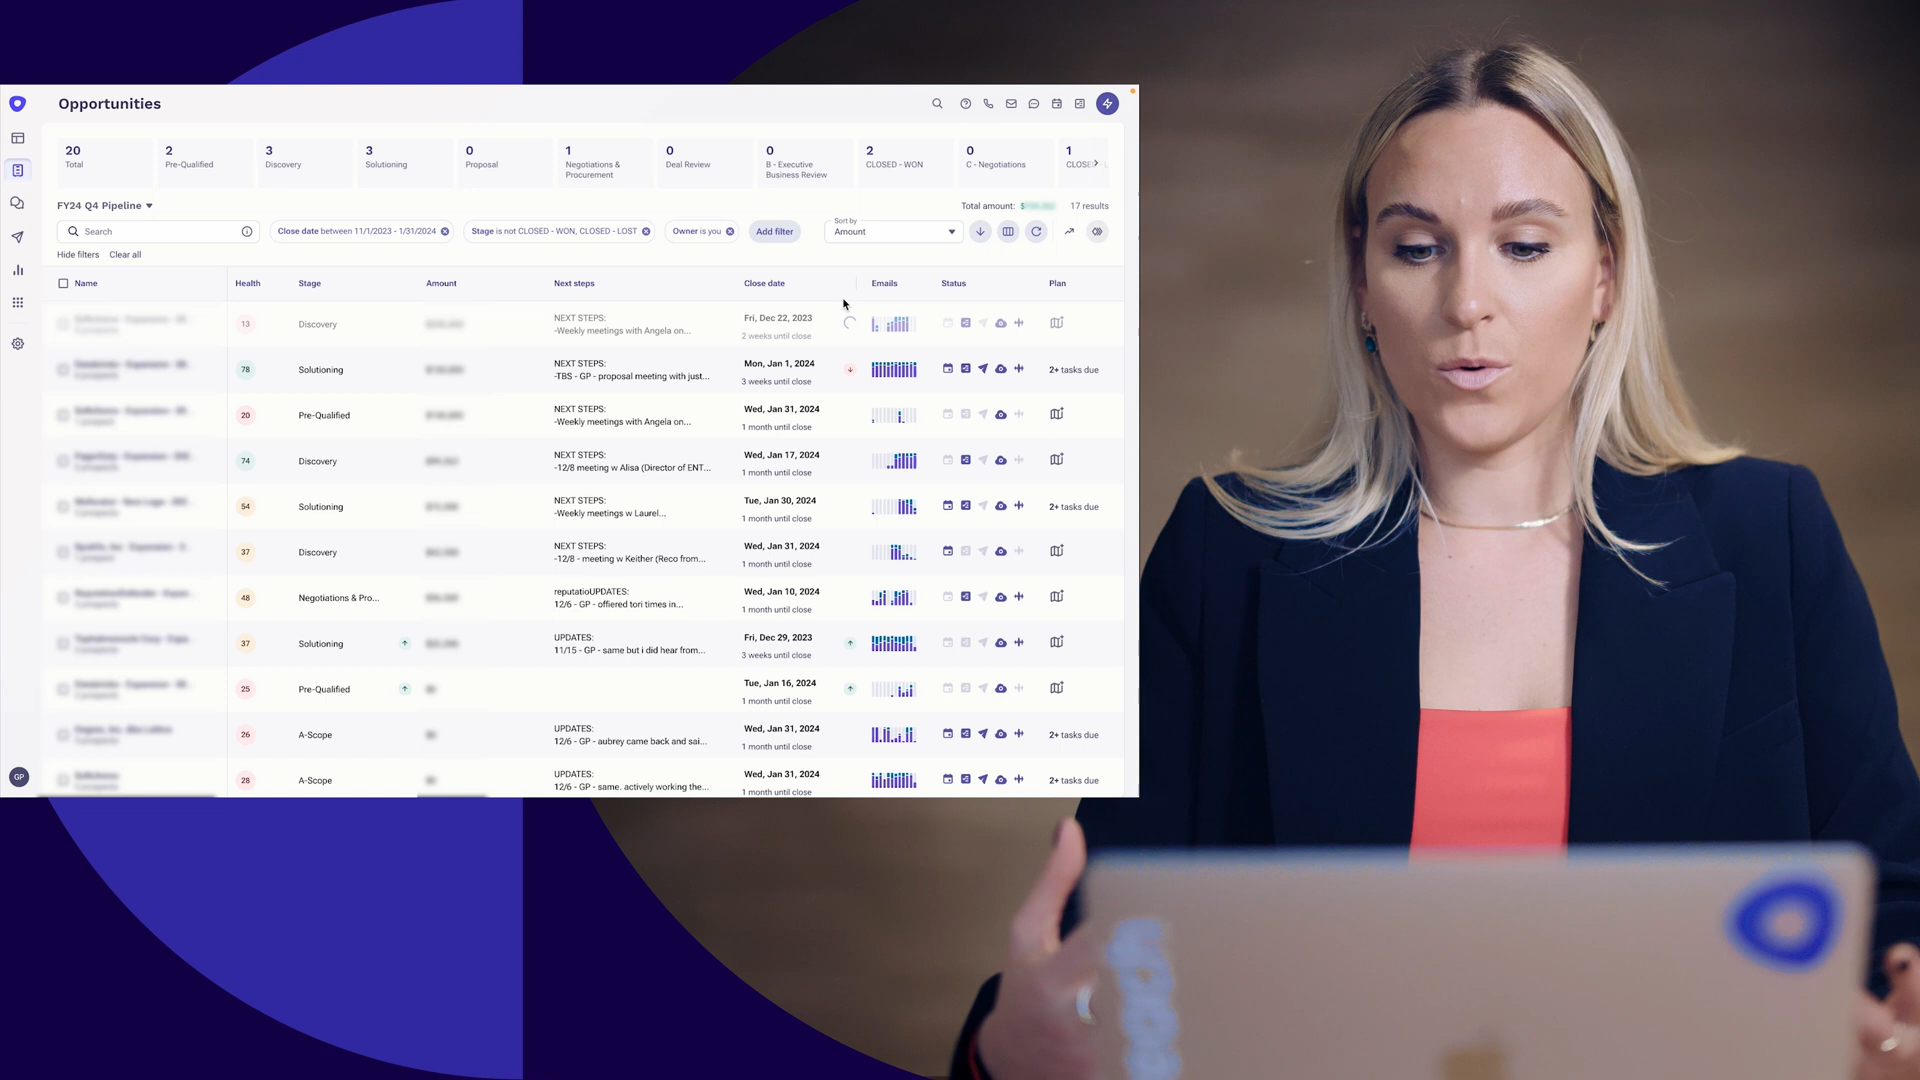 Opportunities
20
Total
2
Pre-Qualified
3
Discovery
3
Solutioning
0
Proposal
1
Negotiations &
Procurement
0
Deal Review
0
B - Executive
Business Review
2
CLOSED - WON
0
C - Negotiations
1
CLOSE
FY24 Q4 Pipeline
Total amount: $
17 results
Search
Close date between 11/1/2023 - 1/31/2024
Stage is not CLOSED - WON, CLOSED - LOST
Owner is you
Add filter
Sort by
Amount
Hide filters Clear all
Name Health Stage Amount Next steps Close date Emails Status Plan
13 Discovery
NEXT STEPS:
-Weekly meetings with Angela on...
Fri, Dec 22, 2023
2 weeks until close
78 Solutioning
NEXT STEPS:
-TBS - GP - proposal meeting with just...
Mon, Jan 1, 2024
3 weeks until close
2+ tasks due
20 Pre-Qualified
NEXT STEPS:
-Weekly meetings with Angela on...
Wed, Jan 31, 2024
1 month until close
74 Discovery
NEXT STEPS:
-12/8 meeting w Alisa (Director of ENT...
Wed, Jan 17, 2024
1 month until close
54 Solutioning
NEXT STEPS:
-Weekly meetings w Laurel...
Tue, Jan 30, 2024
1 month until close
2+ tasks due
37 Discovery
NEXT STEPS:
-12/8 - meeting w Keither (Reco from...
Wed, Jan 31, 2024
1 month until close
48 Negotiations & Pro...
reputatioUPDATES:
12/6 - GP - offiered tori times in...
Wed, Jan 10, 2024
1 month until close
37 Solutioning
UPDATES:
11/15 - GP - same but i did hear from...
Fri, Dec 29, 2023
3 weeks until close
25 Pre-Qualified
Tue, Jan 16, 2024
1 month until close
26 A-Scope
UPDATES:
12/6 - GP - aubrey came back and sai...
Wed, Jan 31, 2024
1 month until close
2+ tasks due
28 A-Scope
UPDATES:
12/6 - GP - same. actively working the...
Wed, Jan 31, 2024
1 month until close
2+ tasks due
GP